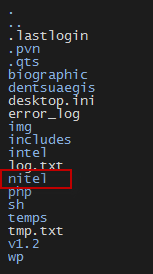 .
..
.lastlogin
.pvn
.qts
biographic
dentsuaegis
desktop.ini
error_log
img
includes
intel
log.txt
nitel
php
sh
temps
tmp.txt
v1.2
wp